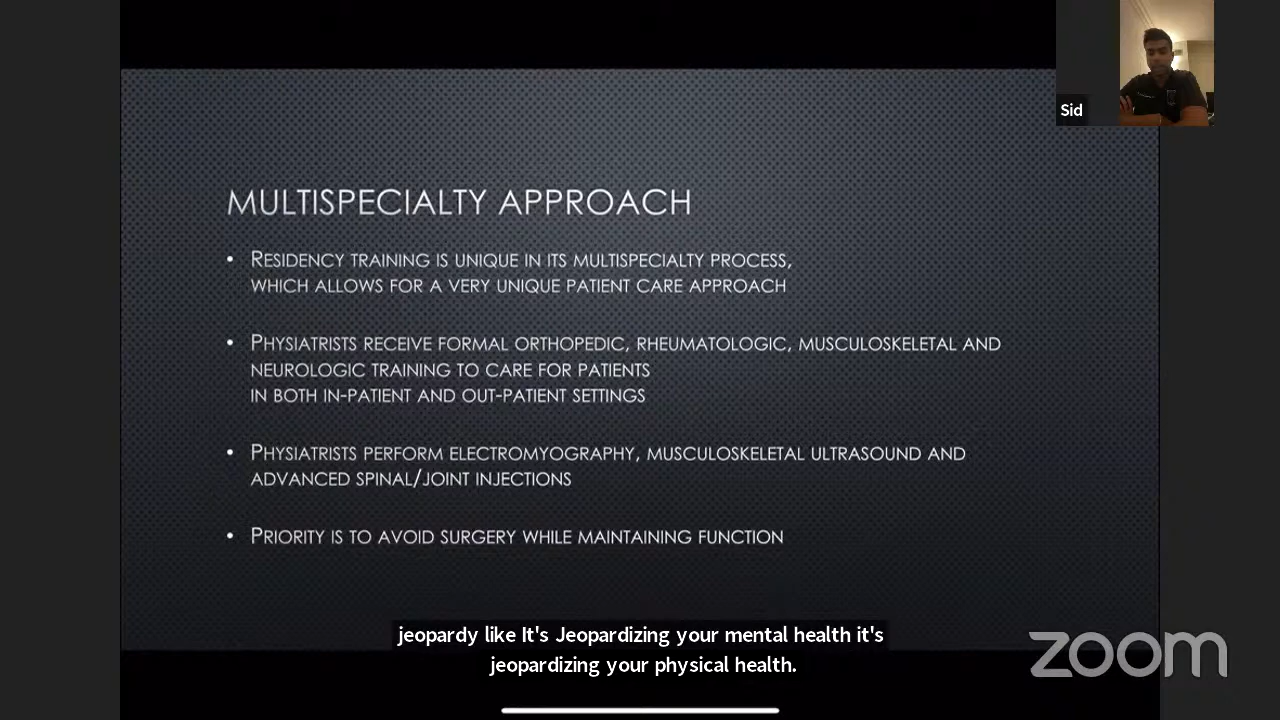 Sid
MULTISPECIALTY APPROACH
• RESIDENCY TRAINING IS UNIQUE IN ITS MULTISPECIALTY PROCESS,
WHICH ALLOWS FOR A VERY UNIQUE PATIENT CARE APPROACH
• PHYSIATRISTS RECEIVE FORMAL ORTHOPEDIC, RHEUMATOLOGIC, MUSCULOSKELETAL AND
NEUROLOGIC TRAINING TO CARE FOR PATIENTS
IN BOTH IN-PATIENT AND OUT-PATIENT SETTINGS
• PHYSIATRISTS PERFORM ELECTROMYOGRAPHY, MUSCULOSKELETAL ULTRASOUND AND
ADVANCED SPINAL/JOINT INJECTIONS
• PRIORITY IS TO AVOID SURGERY WHILE MAINTAINING FUNCTION
jeopardy like It's Jeopardizing your mental health it's
jeopardizing your physical health.
zoom